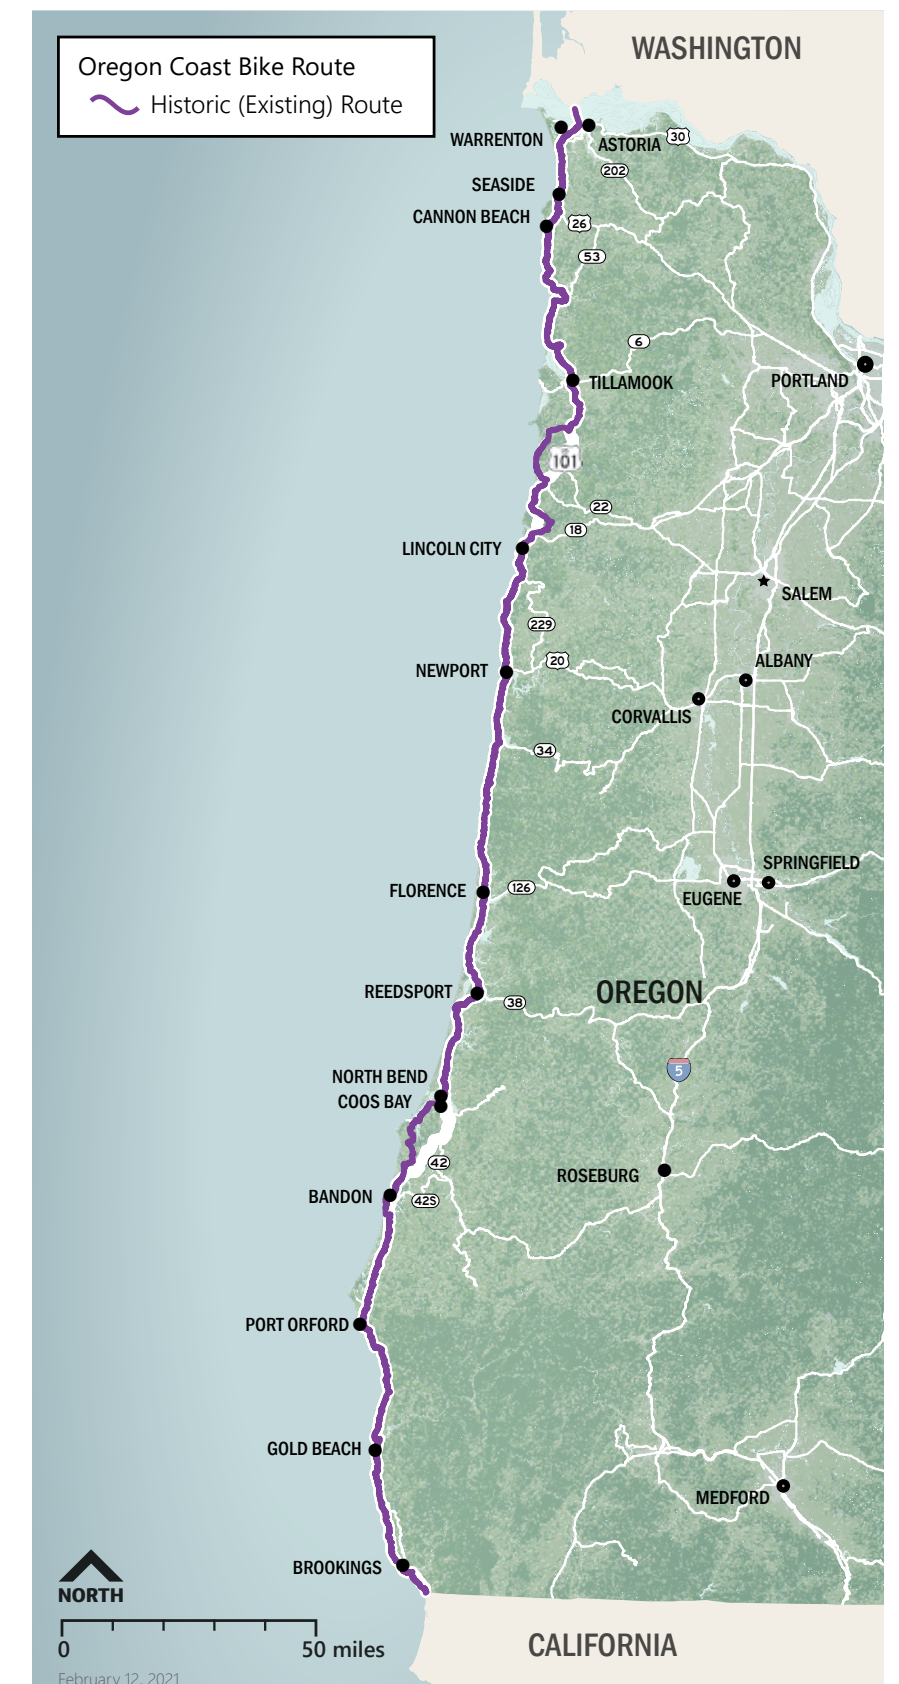 WASHINGTON
Oregon Coast Bike Route
Historic (Existing) Route
WARRENTON
ASTORIA
30
202
SEASIDE
CANNON BEACH
26
53
6
TILLAMOOK
PORTLAND
101
22
18
LINCOLN CITY
SALEM
229
20
ALBANY
NEWPORT
CORVALLIS
34
SPRINGFIELD
FLORENCE
126
EUGENE
REEDSPORT
OREGON
38
5
NORTH BEND
COOS BAY
42
ROSEBURG
BANDON
42S
PORT ORFORD
GOLD BEACH
MEDFORD
BROOKINGS
NORTH
0
50 miles
CALIFORNIA
February 12, 2021